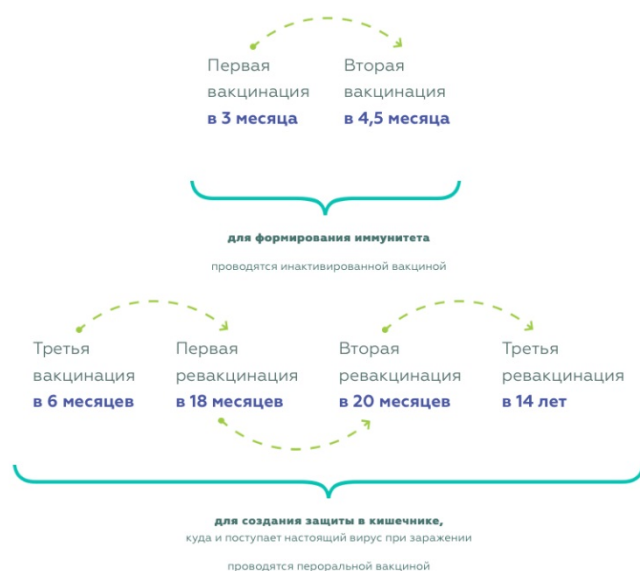 Первая
вакцинация
в 3 месяца
Вторая
вакцинация
в 4,5 месяца
для формирования иммунитета
проводятся инактивированной вакциной
Третья
вакцинация
в 6 месяцев
Первая
ревакцинация
в 18 месяцев
Вторая
ревакцинация
в 20 месяцев
Третья
ревакцинация
в 14 лет
для создания защиты в кишечнике,
куда и поступает настоящий вирус при заражении
проводятся пероральной вакциной